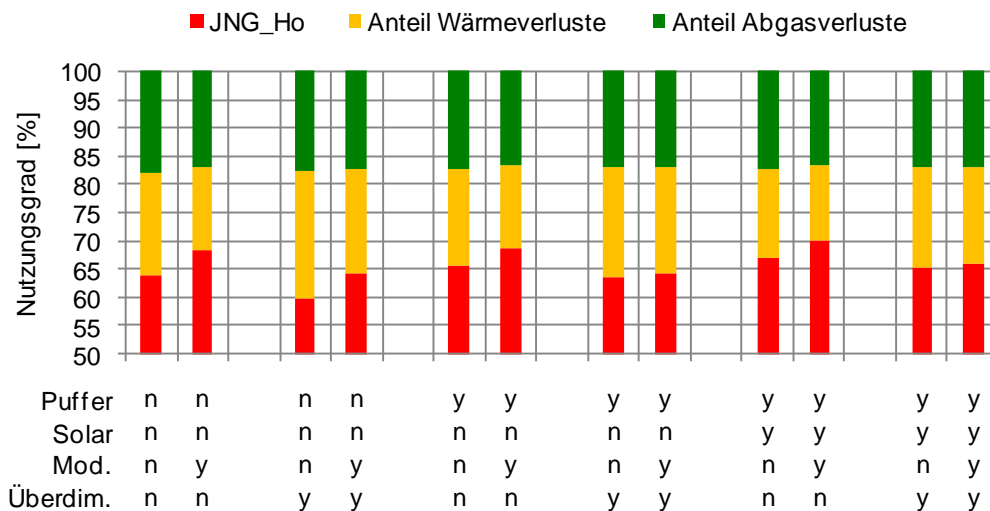 JNG_Ho Anteil Wärmeverluste Anteil Abgasverluste
Nutzungsgrad [%]
100
95
90
85
80
75
70
65
60
55
50
Puffer n n n n y y y y y y y y
Solar n n n n n n n n y y y y
Mod. n y n y n y n y n y n y
Überdim. n n y y n n y y n n y y